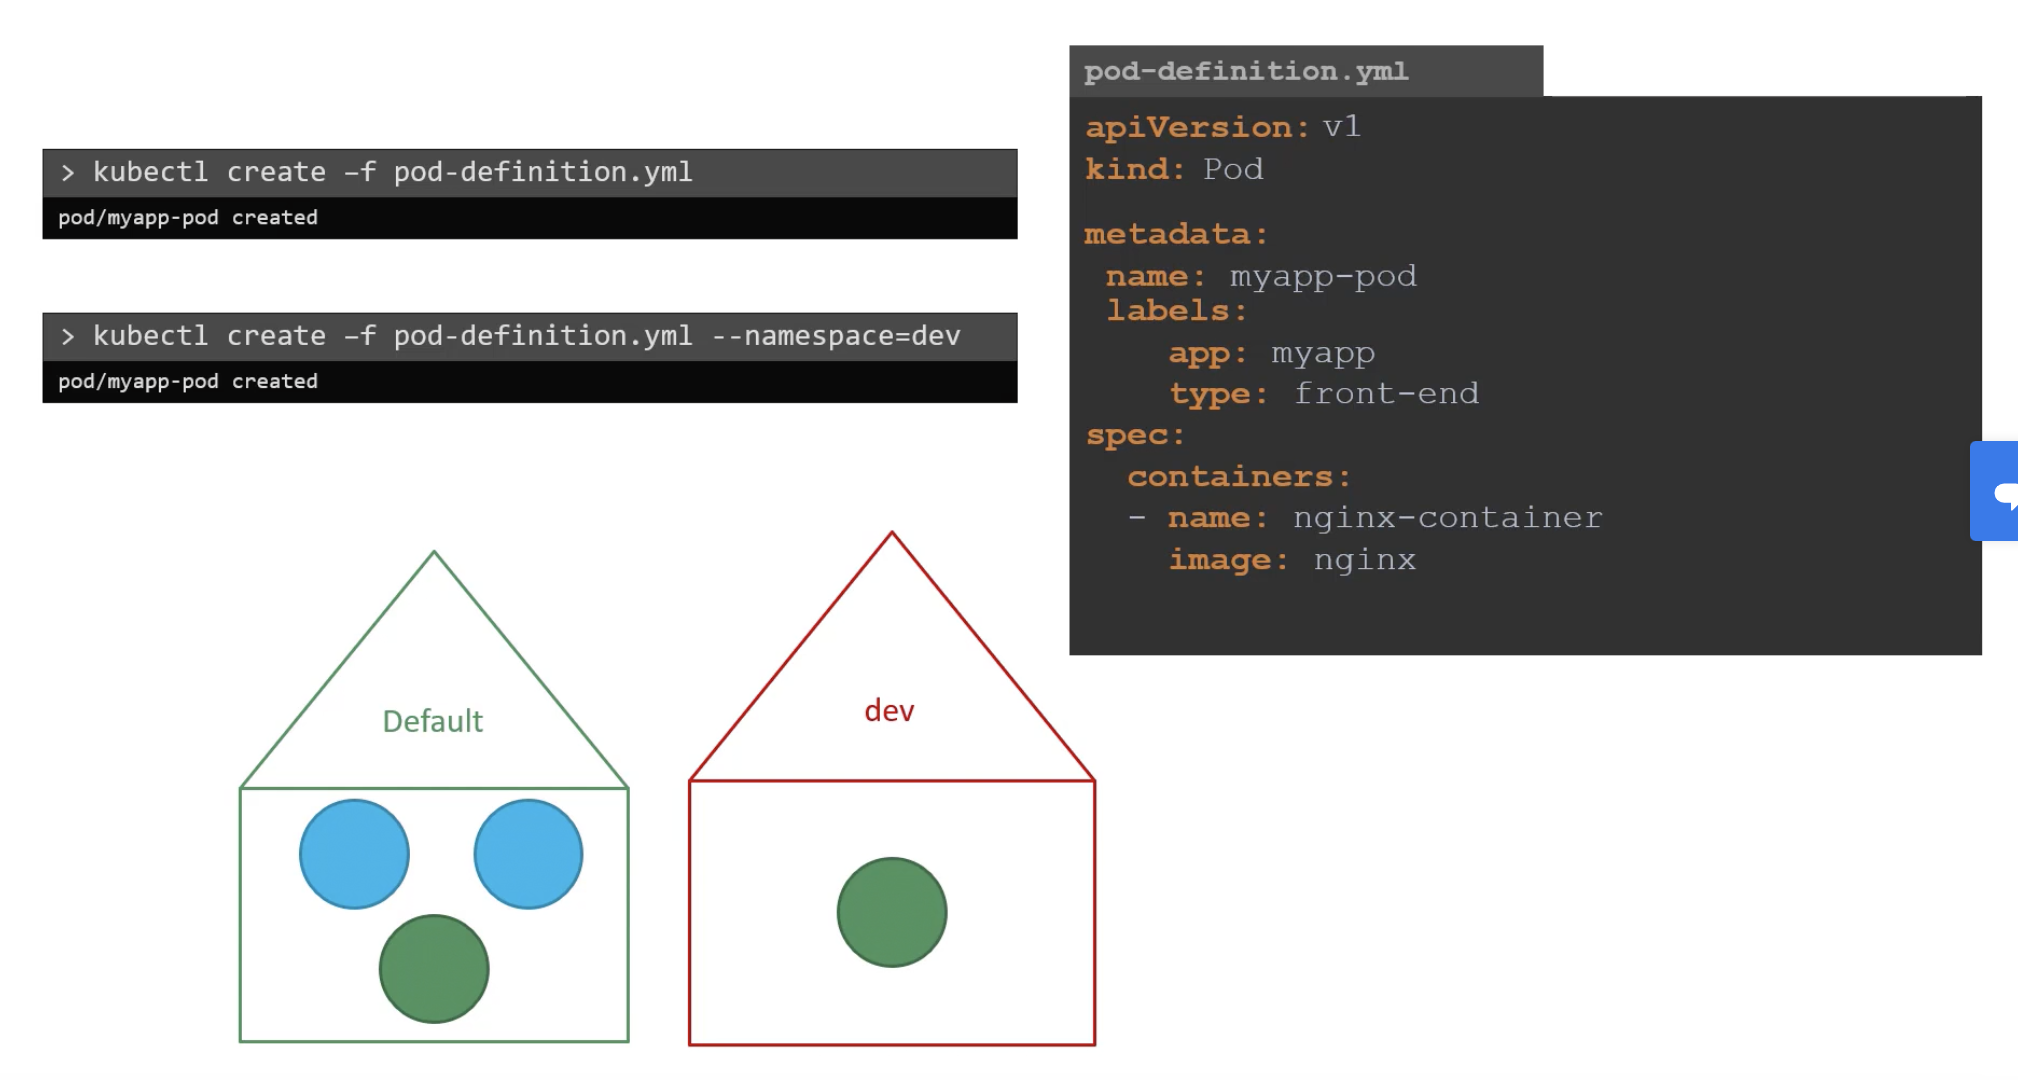 > kubectl create –f pod-definition.yml
pod/myapp-pod created
> kubectl create –f pod-definition.yml --namespace=dev
pod/myapp-pod created
pod-definition.yml
apiVersion: v1
kind: Pod
metadata:
name: myapp-pod
labels:
app: myapp
type: front-end
spec:
containers:
- name: nginx-container
image: nginx
Default
dev